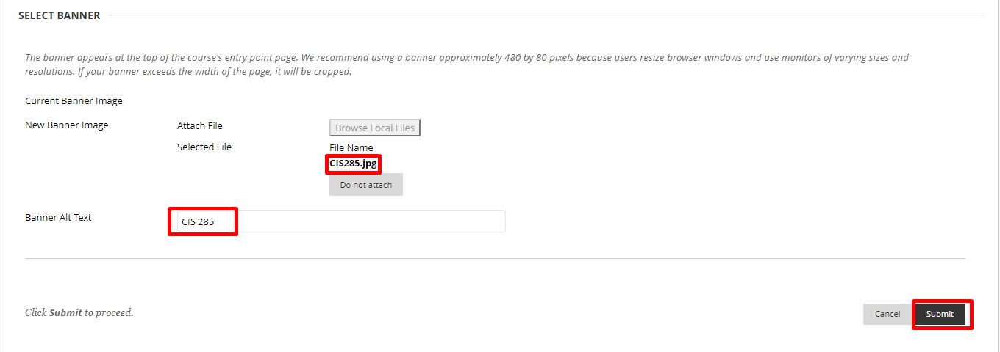 SELECT BANNER
The banner appears at the top of the course's entry point page. We recommend using a banner approximately 480 by 80 pixels because users resize browser windows and use monitors of varying sizes and
resolutions. If your banner exceeds the width of the page, it will be cropped.
Current Banner Image
New Banner Image Attach File Browse Local Files
Selected File File Name
CIS285.jpg
Do not attach
Banner Alt Text CIS 285
Click Submit to proceed. Cancel Submit